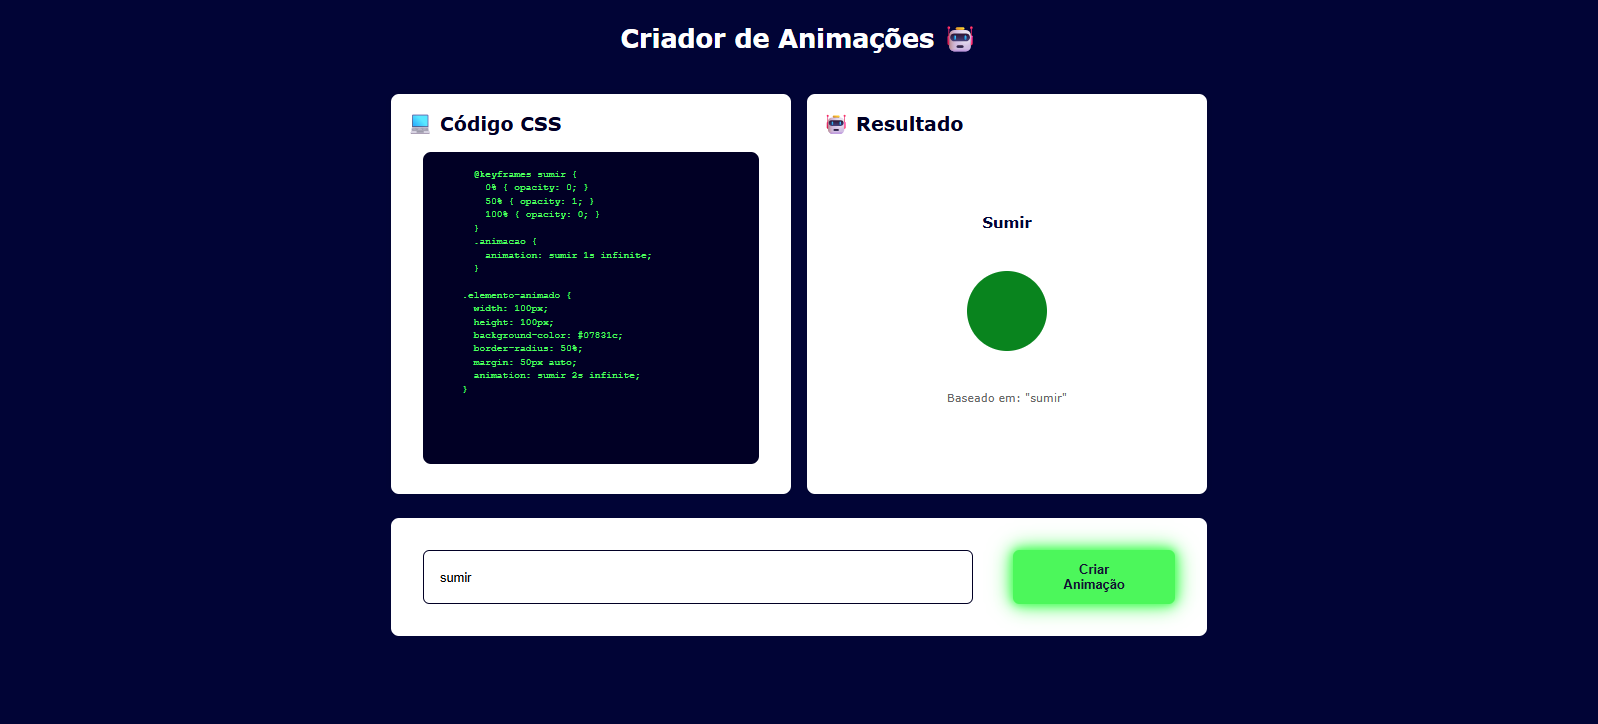 Criador de Animações
Código CSS
@keyframes sumir {
0% { opacity: 0; }
50% { opacity: 1; }
100% { opacity: 0; }
}
.animacao {
animation: sumir 1s infinite;
}
.elemento-animado {
width: 100px;
height: 100px;
background-color: #07831c;
border-radius: 50%;
margin: 50px auto;
animation: sumir 2s infinite;
}
Resultado
Sumir
Baseado em: "sumir"
sumir
Criar
Animação